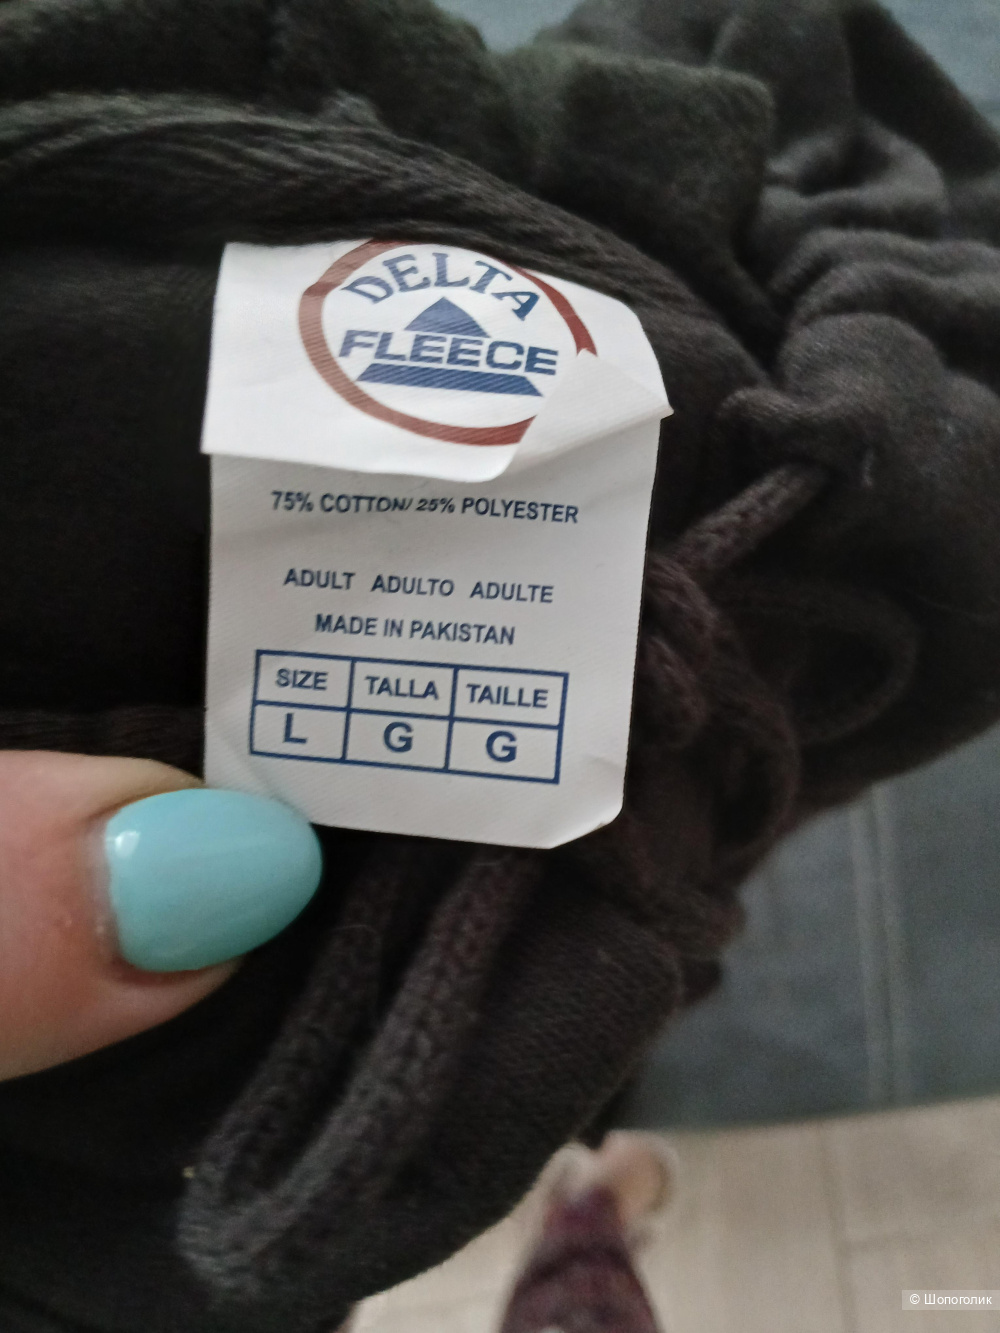 DELTA
FLEECE
75% COTTON/ 25% POLYESTER
ADULT ADULTO ADULTE
MADE IN PAKISTAN
SIZE TALLA TAILLE
L G G
© Шопоголик